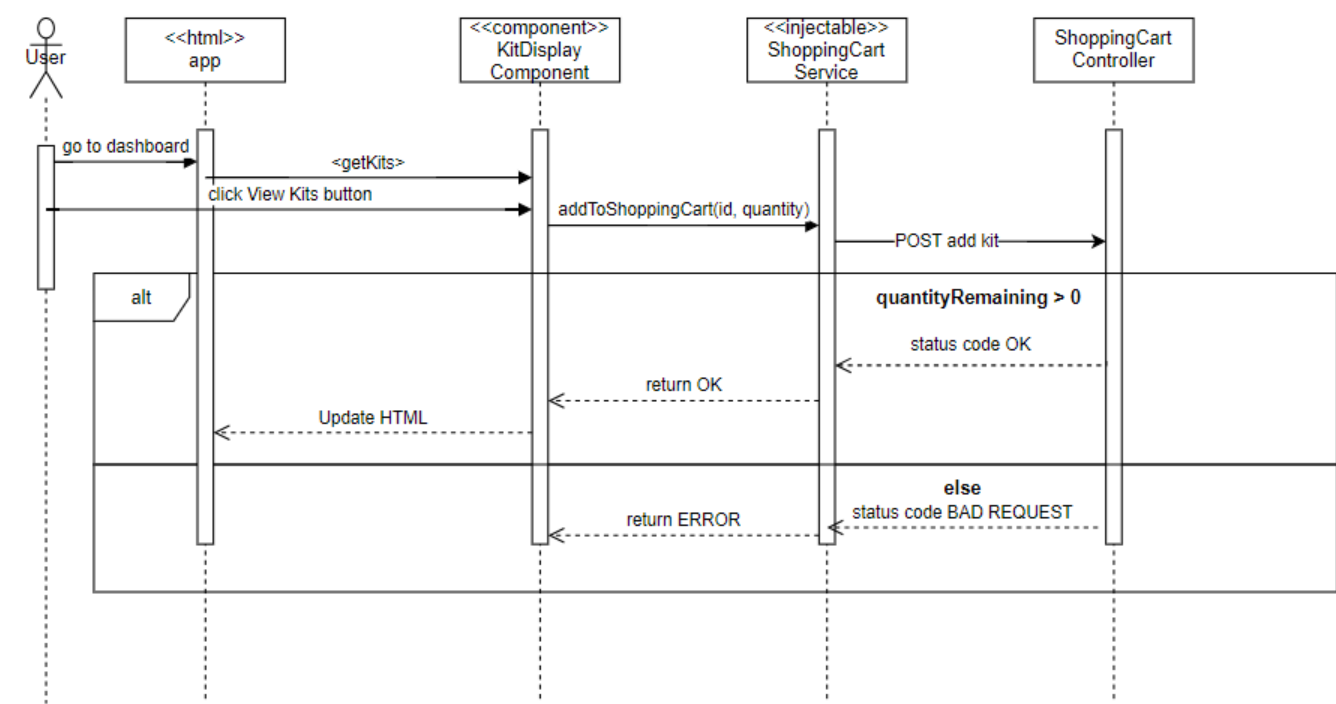 User
<<html>>
app
<<component>>
KitDisplay
Component
<<injectable>>
ShoppingCart
Service
ShoppingCart
Controller
go to dashboard
<getKits>
click View Kits button
addToShoppingCart(id, quantity)
POST add kit
alt
quantityRemaining > 0
status code OK
return OK
Update HTML
else
status code BAD REQUEST
return ERROR